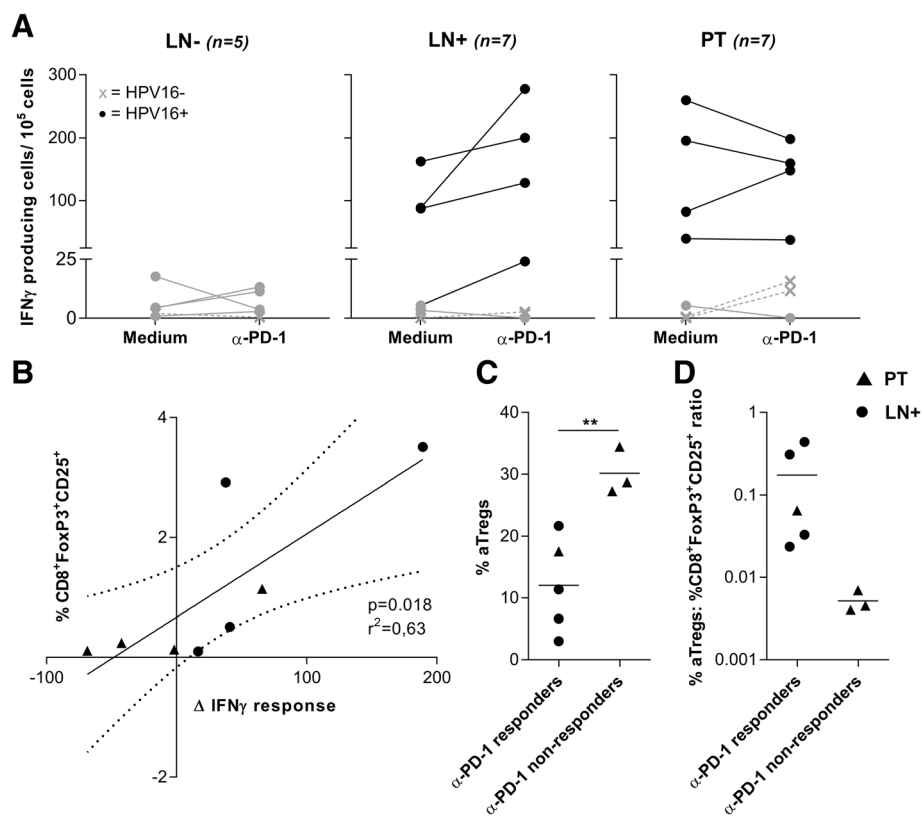 A
LN- (n=5)
LN+ (n=7)
PT (n=7)
IFNγ producing cells/ 10⁵ cells
300
200
100
25
0
x = HPV16-
● = HPV16+
Medium
α-PD-1
Medium
α-PD-1
Medium
α-PD-1
B
% CD8⁺FoxP3⁺CD25⁺
4
2
-2
-100
100
200
Δ IFNγ response
p=0.018
r²=0,63
C
% aTregs
40
30
20
10
0
**
α-PD-1 responders
α-PD-1 non-responders
D
▲ PT
● LN+
% aTregs: %CD8⁺FoxP3⁺CD25⁺ ratio
1
0.1
0.01
0.001
α-PD-1 responders
α-PD-1 non-responders